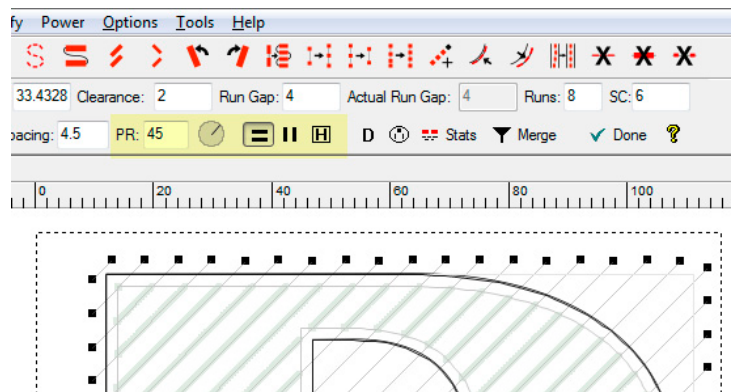 fy Power Options Tools Help
33.4328 Clearance: 2 Run Gap: 4 Actual Run Gap: 4 Runs: 8 SC: 6
pacing: 4.5 PR: 45 H D Stats Merge Done ?
0 20 40 60 80 100